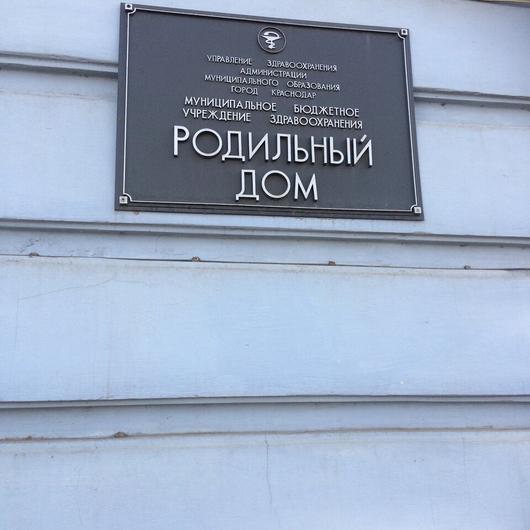 УПРАВЛЕНИЕ ЗДРАВООХРАНЕНИЯ
АДМИНИСТРАЦИИ
МУНИЦИПАЛЬНОГО ОБРАЗОВАНИЯ
ГОРОД КРАСНОДАР
МУНИЦИПАЛЬНОЕ БЮДЖЕТНОЕ
УЧРЕЖДЕНИЕ ЗДРАВООХРАНЕНИЯ
РОДИЛЬНЫЙ
ДОМ